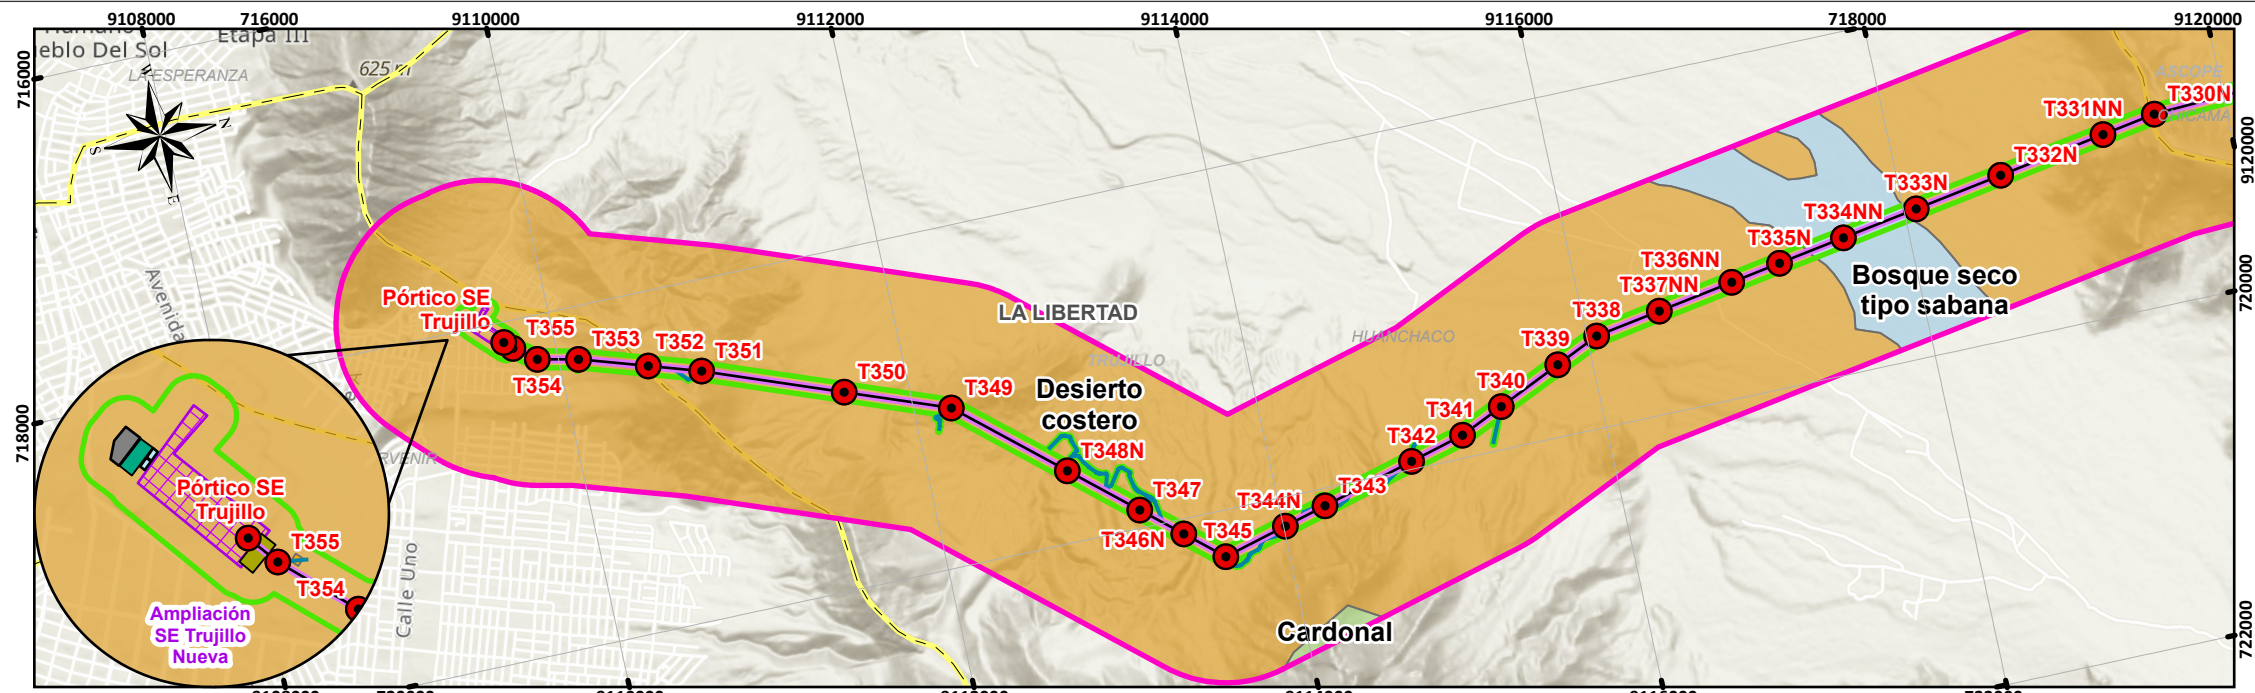 9108000
716000
9110000
9112000
9114000
9116000
718000
9120000
eblo Del Sol
Etapa III
LA ESPERANZA
625 m
W
N
S
E
716000
718000
ASCOPE
T330N
CHICAMA
T331NN
T332N
T333N
T334NN
T335N
T336NN
T337NN
T338
T339
T340
T341
T342
T343
T344N
T345
T346N
T347
T348N
T349
T350
T351
T352
T353
T354
T355
Pórtico SE
Trujillo
Avenida
LA LIBERTAD
TRUJILLO
HUANCHACO
Desierto
costero
Bosque seco
tipo sabana
Cardonal
RVENIR
Calle Uno
Pórtico SE
Trujillo
T355
T354
Ampliación
SE Trujillo
Nueva
9120000
720000
722000